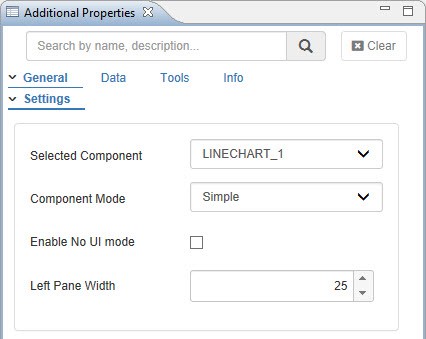 Additional Properties
Search by name, description...
Clear
General Data Tools Info
Settings
Selected Component LINECHART_1
Component Mode Simple
Enable No UI mode
Left Pane Width 25